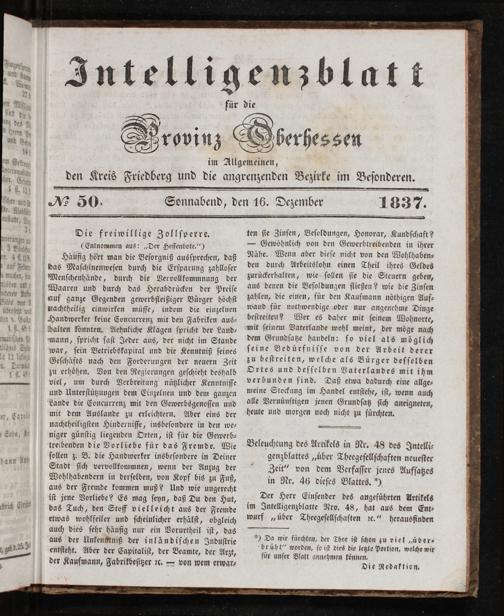 Intelligenzblatt
für die
Provinz Oberhessen
im Allgemeinen,
den Kreis Friedberg und die angrenzenden Bezirke im Besonderen.
№ 50. Sonnabend, den 16. Dezember 1837.
Die freiwillige Zollsperre.
(Entnommen aus: „Der Hessenbote.“)
Häufig hört man die Besorgniß aussprechen, daß
das Maschinenwesen durch die Ersparung zahlloser
Menschenhände, durch die Vervollkommnung der
Waaren und durch das Herabdrücken der Preise
auf ganze Gegenden gewerbfleißiger Bürger höchst
nachtheilig einwirken müsse, indem die einzelnen
Handwerker keine Concurrenz mit den Fabriken aus-
halten könnten. Aehnliche Klagen spricht der Land-
mann, spricht fast Jeder aus, der nicht im Stande
war, sein Betriebskapital und die Kenntniß seines
Geschäfts nach den Forderungen der neuern Zeit
zu erhöhen. Von den Regierungen geschieht deshalb
viel, um durch Verbreitung nützlicher Kenntnisse
und Unterstützungen dem Einzelnen und dem ganzen
Lande die Concurrenz mit den Gewerbsgenossen und
mit dem Auslande zu erleichtern. Aber eins der
nachtheiligsten Hindernisse, insbesondere in den we-
niger günstig liegenden Orten, ist für die Gewerb-
treibenden die Vorliebe für das Fremde. Wie
sollen z. B. die Handwerker insbesondere in Deiner
Stadt sich vervollkommnen, wenn der Anzug der
Wohlhabenden in derselben, von Kopf bis zu Fuß,
aus der Fremde kommen muß? Und wie ungerecht
ist jene Vorliebe? Es mag seyn, daß Du den Hut,
das Tuch, den Stoff vielleicht aus der Fremde
etwas wohlfeiler und scheinlicher erhälst, obgleich
auch dies sehr häufig nur ein Vorurtheil ist, das
aus der Unkenntniß der inländischen Industrie
entsteht. Aber der Capitalist, der Beamte, der Arzt,
der Kaufmann, Fabrikbesitzer ꝛc. — von wem erwar-
ten sie Zinsen, Besoldungen, Honorar, Kundschaft?
— Gewöhnlich von den Gewerbtreibenden in ihrer
Nähe. Wenn aber diese nicht von den Wohlhaben-
den durch Arbeitslohn einen Theil ihres Geldes
zurückerhalten, wie sollen sie die Steuern geben,
aus denen die Besoldungen fließen? wie die Zinsen
zahlen, die einen, für den Kaufmann nöthigen Auf-
wand für nothwendige oder nur angenehme Dinge
bestreiten? Wer es daher mit seinem Wohnorte,
mit seinem Vaterlande wohl meint, der möge nach
dem Grundsatze handeln: so viel als möglich
seine Bedürfnisse von der Arbeit derer
zu bestreiten, welche als Bürger desselben
Ortes und desselben Vaterlandes mit ihm
verbunden sind. Daß etwa dadurch eine allge-
meine Stockung im Handel entstehe, ist, wenn auch
alle Vernünftigen jenen Grundsatz sich aneigneten,
heute und morgen noch nicht zu fürchten.
Beleuchtung des Artikels in Nr. 48 des Intelli-
genzblattes „über Theegesellschaften neuester
Zeit“ von dem Verfasser jenes Aufsatzes
in Nr. 46 dieses Blattes. *)
Der Herr Einsender des angeführten Artikels
im Intelligenzblatte Nro. 48, hat aus dem Ent-
wurf „über Theegesellschaften ꝛc.“ herausfinden
*) Da wir fürchten, der Thee ist schon zu viel „über-
brüht“ worden, so ist dies die letzte Portion, welche wir
für unser Blatt annehmen können.
Die Redaktion.